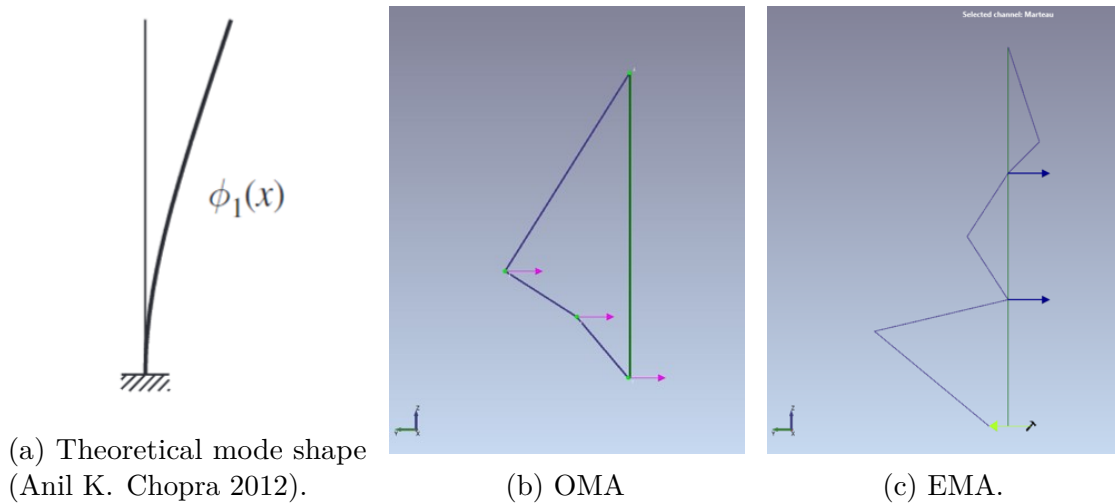 Selected channel: Marteau
ϕ₁(x)
Z
Y
X
Z
Y
X
(a) Theoretical mode shape
(Anil K. Chopra 2012).
(b) OMA
(c) EMA.